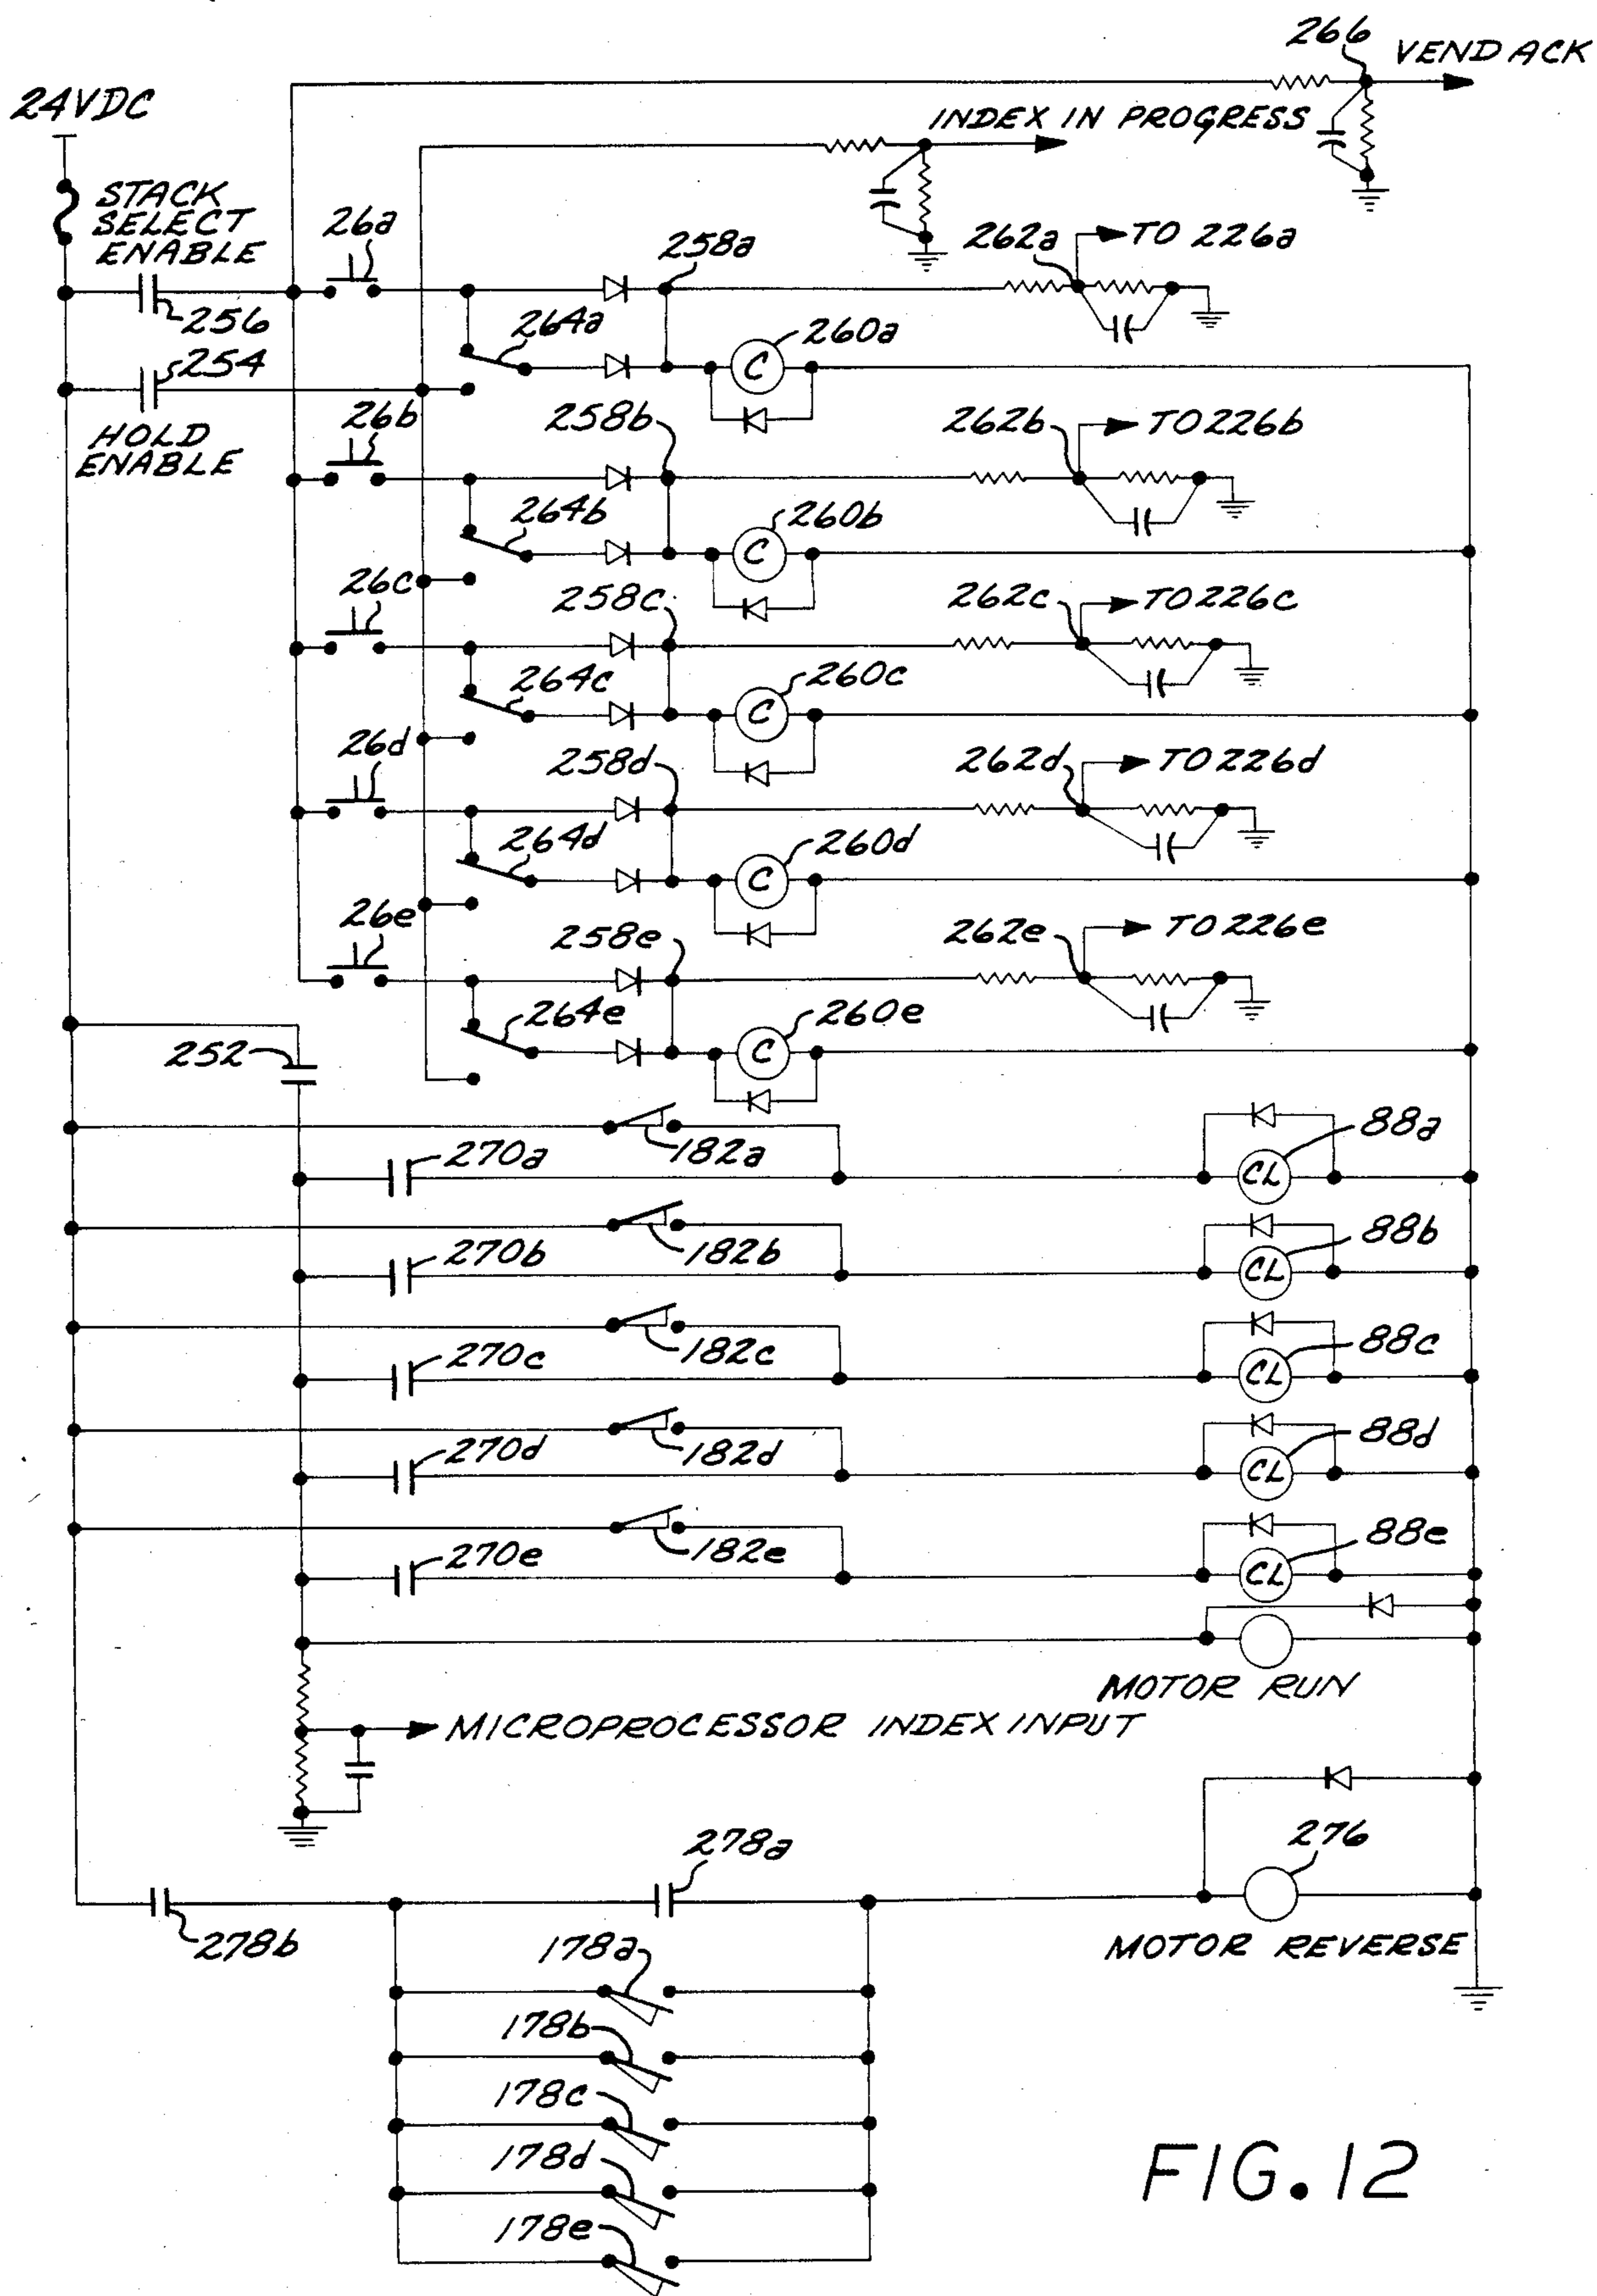 266
VEND ACK
24VDC
INDEX IN PROGRESS
STACK
SELECT
ENABLE
26a
258a
262a
TO 226a
256
264a
260a
254
HOLD
ENABLE
26b
258b
262b
TO 226b
264b
260b
26c
258c
262c
TO 226c
264c
260c
C
26d
258d
262d
TO 226d
264d
260d
C
26e
258e
262e
TO 226e
264e
260e
C
C
C
252
270a
182a
88a
CL
270b
182b
88b
CL
270c
182c
88c
CL
270d
182d
88d
CL
270e
182e
88e
CL
MOTOR RUN
MICROPROCESSOR INDEX INPUT
278a
276
278b
MOTOR REVERSE
178a
178b
178c
178d
178e
FIG. 12